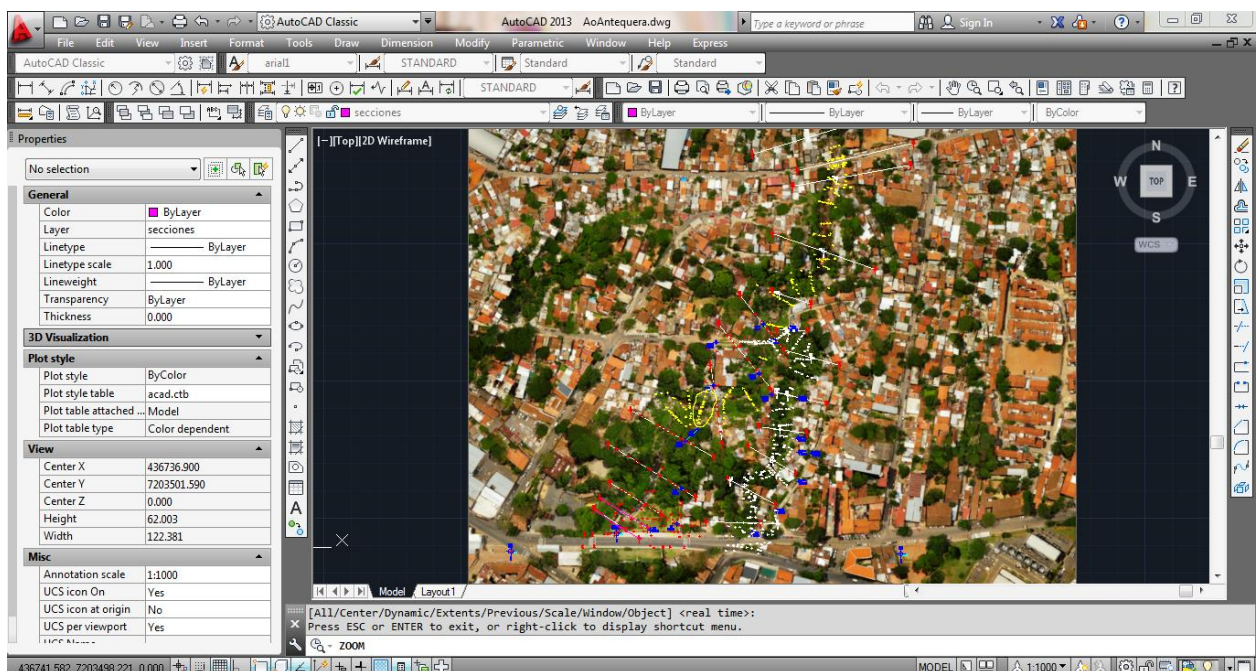 AutoCAD Classic
AutoCAD 2013 AoAntequera.dwg
Type a keyword or phrase
Sign In
File Edit View Insert Format Tools Draw Dimension Modify Parametric Window Help Express
AutoCAD Classic arial1 STANDARD Standard Standard
STANDARD
secciones ByLayer ByLayer ByLayer ByColor
Properties
[-][Top][2D Wireframe]
No selection
General
Color ByLayer
Layer secciones
Linetype ByLayer
Linetype scale 1.000
Lineweight ByLayer
Transparency ByLayer
Thickness 0.000
3D Visualization
Plot style
Plot style ByColor
Plot style table acad.ctb
Plot table attached ... Model
Plot table type Color dependent
View
Center X 436736.900
Center Y 7203501.590
Center Z 0.000
Height 62.003
Width 122.381
Misc
Annotation scale 1:1000
UCS icon On Yes
UCS icon at origin No
UCS per viewport Yes
N
W TOP E
S
WCS
X
Model Layout1
[All/Center/Dynamic/Extents/Previous/Scale/Window/Object] <real time>:
Press ESC or ENTER to exit, or right-click to display shortcut menu.
ZOOM
436741.582, 7203498.221, 0.000 MODEL 1:1000